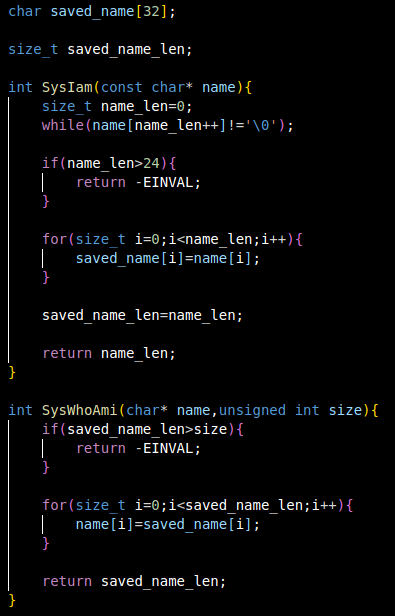 char saved_name[32];
size_t saved_name_len;
int SysIam(const char* name){
size_t name_len=0;
while(name[name_len++]!='\0');
if(name_len>24){
return -EINVAL;
}
for(size_t i=0;i<name_len;i++){
saved_name[i]=name[i];
}
saved_name_len=name_len;
return name_len;
}
int SysWhoAmi(char* name,unsigned int size){
if(saved_name_len>size){
return -EINVAL;
}
for(size_t i=0;i<saved_name_len;i++){
name[i]=saved_name[i];
}
return saved_name_len;
}